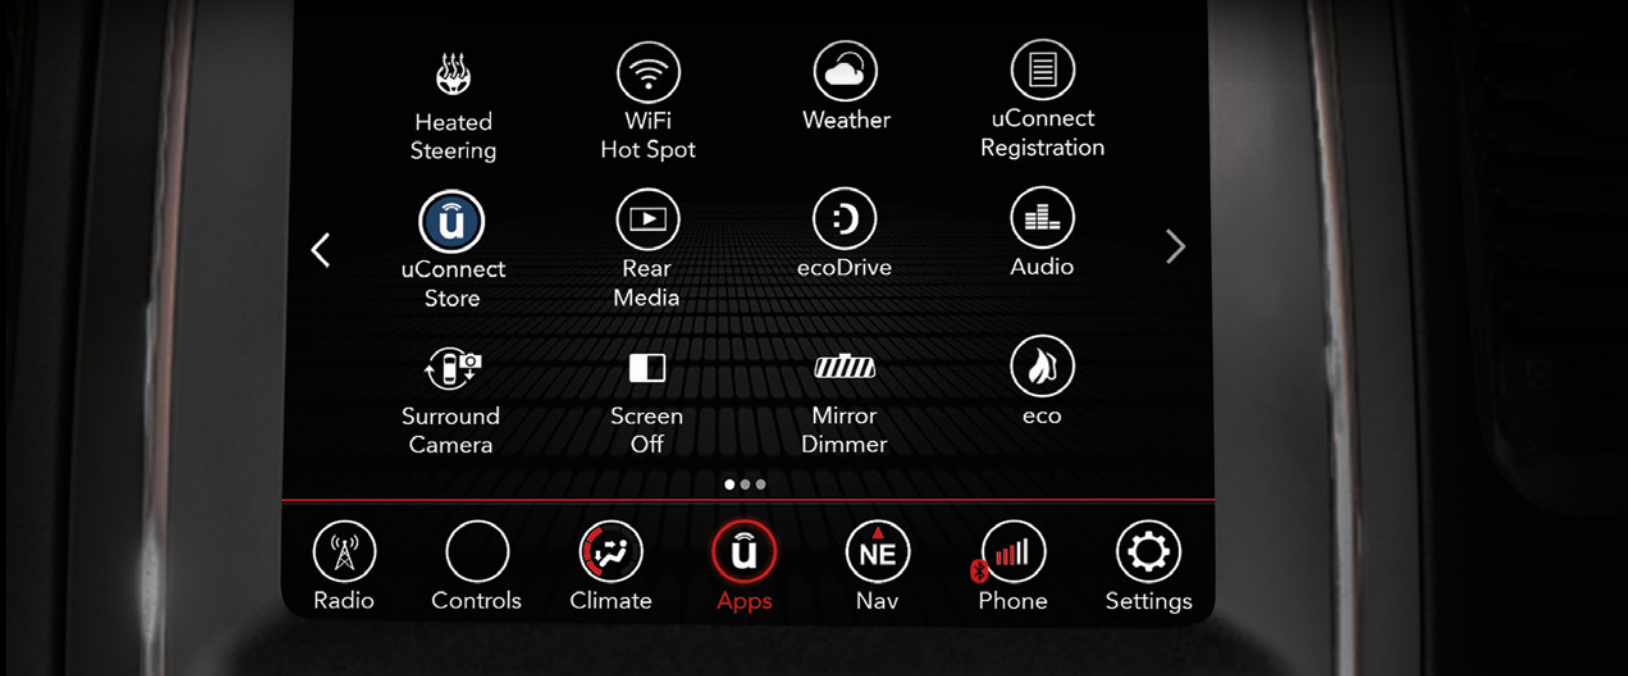 Heated
Steering
WiFi
Hot Spot
Weather
uConnect
Registration
uConnect
Store
Rear
Media
ecoDrive
Audio
Surround
Camera
Screen
Off
Mirror
Dimmer
eco
NE
Radio
Controls
Climate
Apps
Nav
Phone
Settings